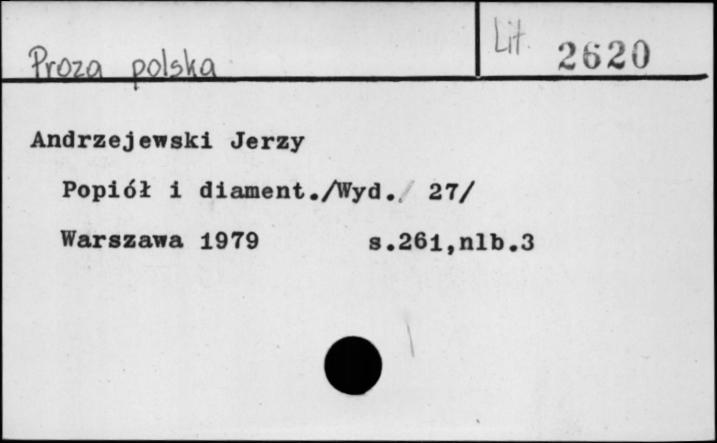 Proza polska
Lit. 2620
Andrzejewski Jerzy
Popiół i diament./Wyd. 27/
Warszawa 1979 s.261,nlb.3